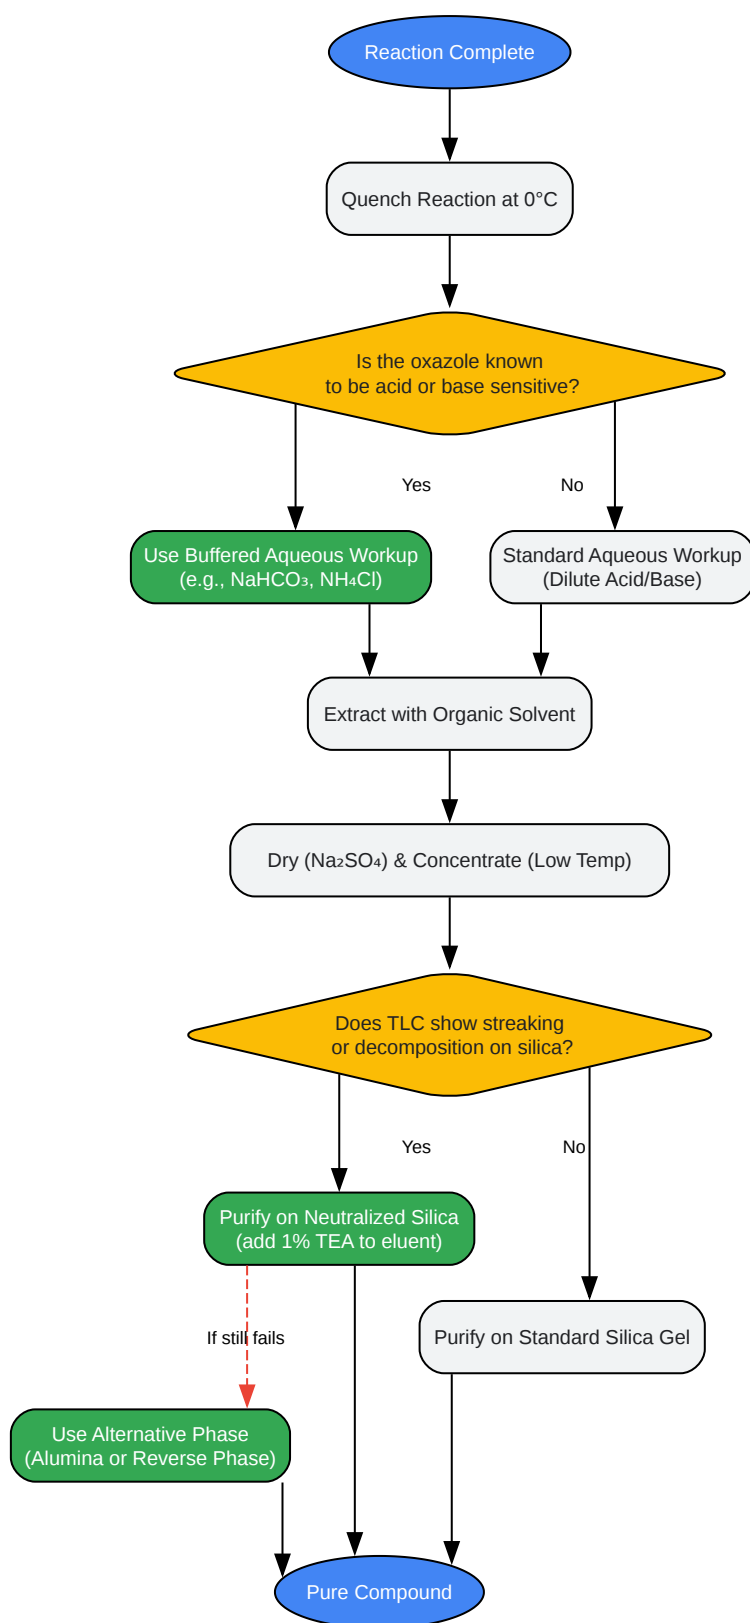 Reaction Complete
Quench Reaction at 0°C
Is the oxazole known
to be acid or base sensitive?
Yes
No
Use Buffered Aqueous Workup
(e.g., NaHCO₃, NH₄Cl)
Standard Aqueous Workup
(Dilute Acid/Base)
Extract with Organic Solvent
Dry (Na₂SO₄) & Concentrate (Low Temp)
Does TLC show streaking
or decomposition on silica?
Yes
No
Purify on Neutralized Silica
(add 1% TEA to eluent)
If still fails
Purify on Standard Silica Gel
Use Alternative Phase
(Alumina or Reverse Phase)
Pure Compound